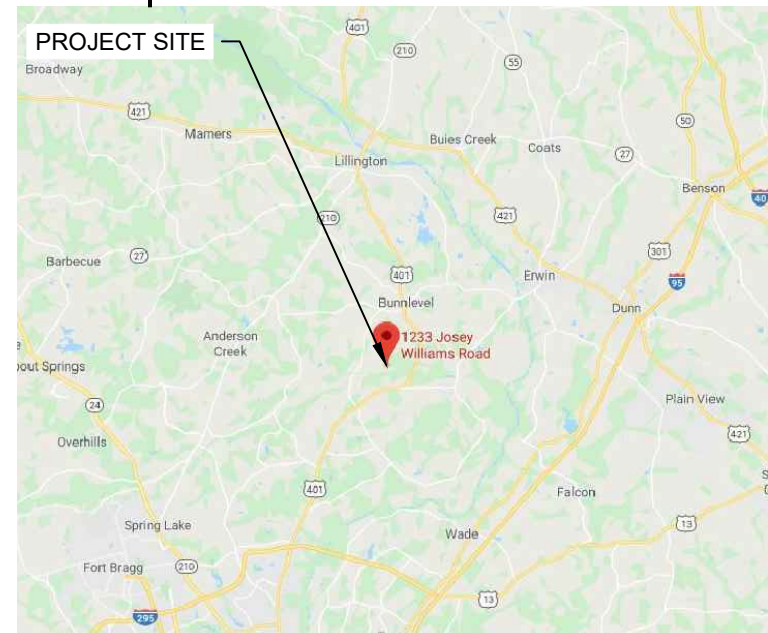 PROJECT SITE
401
210
Broadway
55
421
50
Mamers
Buies Creek
Coats
Lillington
27
Benson
40
210
421
301
Barbecue
27
401
Erwin
95
Bunnlevel
Dunn
Anderson
Creek
1233 Josey
Williams Road
out Springs
24
Plain View
Overhills
421
401
Falcon
Spring Lake
13
Wade
Fort Bragg
210
13
295